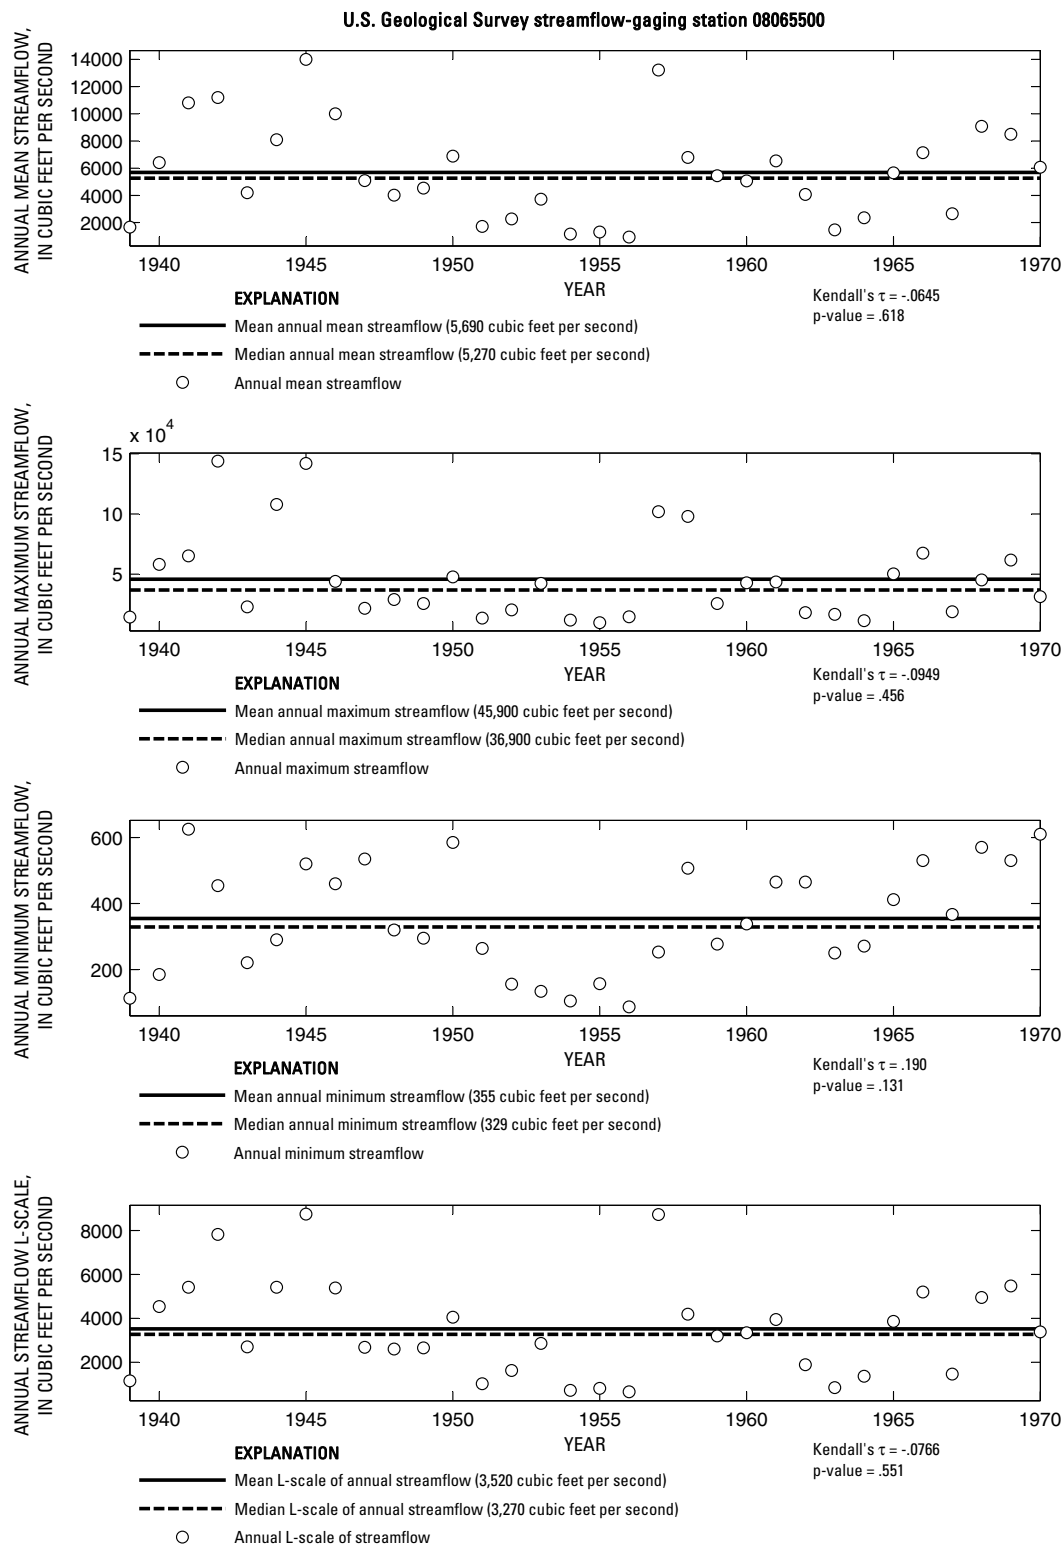 U.S. Geological Survey streamflow-gaging station 08065500
ANNUAL MEAN STREAMFLOW,
IN CUBIC FEET PER SECOND
14000
12000
10000
8000
6000
4000
2000
1940 1945 1950 1955 1960 1965 1970
YEAR
EXPLANATION
Mean annual mean streamflow (5,690 cubic feet per second)
Median annual mean streamflow (5,270 cubic feet per second)
Annual mean streamflow
Kendall's τ = -.0645
p-value = .618
ANNUAL MAXIMUM STREAMFLOW,
IN CUBIC FEET PER SECOND
x 10^4
15
10
5
1940 1945 1950 1955 1960 1965 1970
YEAR
EXPLANATION
Mean annual maximum streamflow (45,900 cubic feet per second)
Median annual maximum streamflow (36,900 cubic feet per second)
Annual maximum streamflow
Kendall's τ = -.0949
p-value = .456
ANNUAL MINIMUM STREAMFLOW,
IN CUBIC FEET PER SECOND
600
400
200
1940 1945 1950 1955 1960 1965 1970
YEAR
EXPLANATION
Mean annual minimum streamflow (355 cubic feet per second)
Median annual minimum streamflow (329 cubic feet per second)
Annual minimum streamflow
Kendall's τ = .190
p-value = .131
ANNUAL STREAMFLOW L-SCALE,
IN CUBIC FEET PER SECOND
8000
6000
4000
2000
1940 1945 1950 1955 1960 1965 1970
YEAR
EXPLANATION
Mean L-scale of annual streamflow (3,520 cubic feet per second)
Median L-scale of annual streamflow (3,270 cubic feet per second)
Annual L-scale of streamflow
Kendall's τ = -.0766
p-value = .551